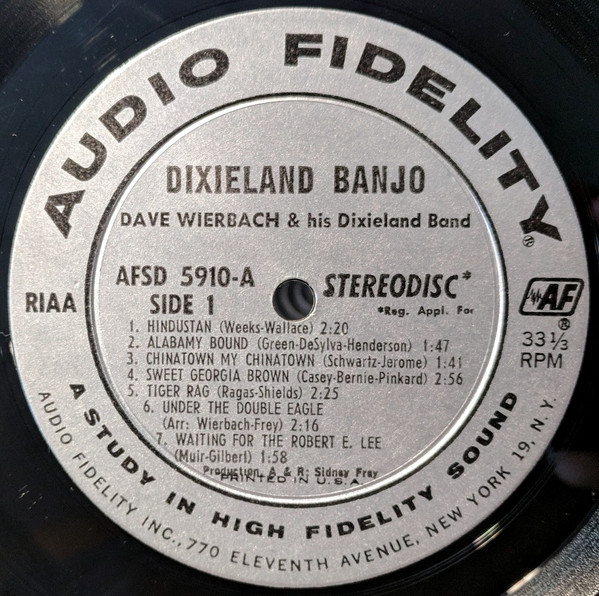 AUDIO FIDELITY®
DIXIELAND BANJO
DAVE WIERBACH & his Dixieland Band
AFSD 5910-A
SIDE 1
STEREODISC*
*Reg. Appl. For
RIAA
AF®
33 1/3
RPM
1. HINDUSTAN (Weeks-Wallace) 2:20
2. ALABAMY BOUND (Green-DeSylva-Henderson) 1:47
3. CHINATOWN MY CHINATOWN (Schwartz-Jerome) 1:41
4. SWEET GEORGIA BROWN (Casey-Bernie-Pinkard) 2:56
5. TIGER RAG (Ragas-Shields) 2:25
6. UNDER THE DOUBLE EAGLE
(Arr: Wierbach-Frey) 2:16
7. WAITING FOR THE ROBERT E. LEE
(Muir-Gilbert) 1:58
Production, A & R: Sidney Frey
PRINTED IN U.S.A.
A STUDY IN HIGH FIDELITY SOUND
AUDIO FIDELITY INC., 770 ELEVENTH AVENUE, NEW YORK 19, N.Y.